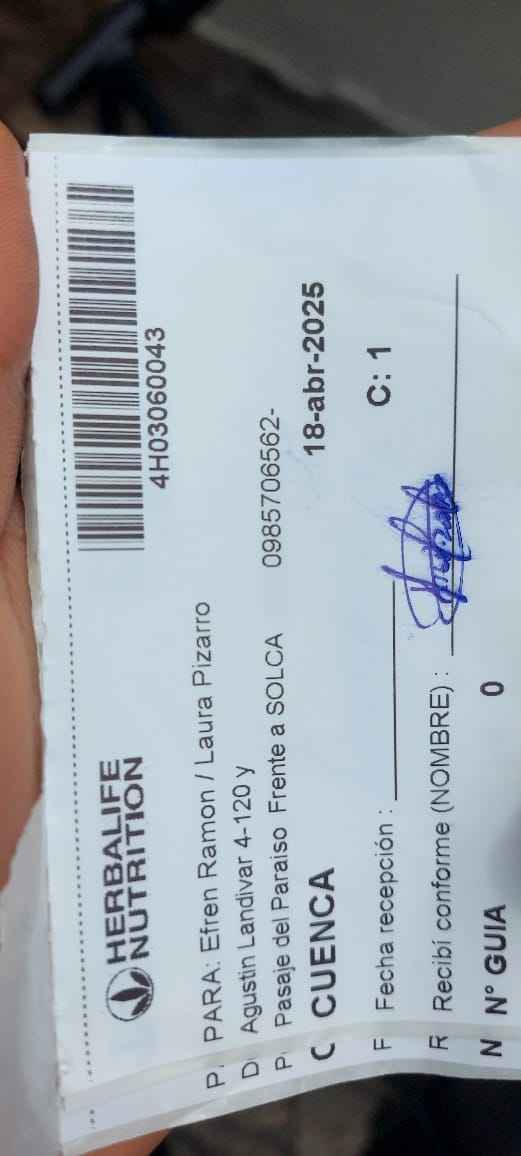 4H03060043
HERBALIFE
NUTRITION
P. PARA: Efren Ramon / Laura Pizarro
D Agustin Landivar 4-120 y
P. Pasaje del Paraiso Frente a SOLCA 0985706562-
C CUENCA 18-abr-2025
F Fecha recepción : C: 1
R Recibí conforme (NOMBRE) :
N N° GUIA 0